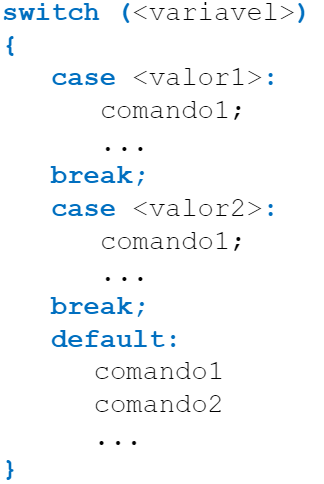 switch (<variavel>)
{
case <valor1>:
comando1;
...
break;
case <valor2>:
comando1;
...
break;
default:
comando1
comando2
...
}